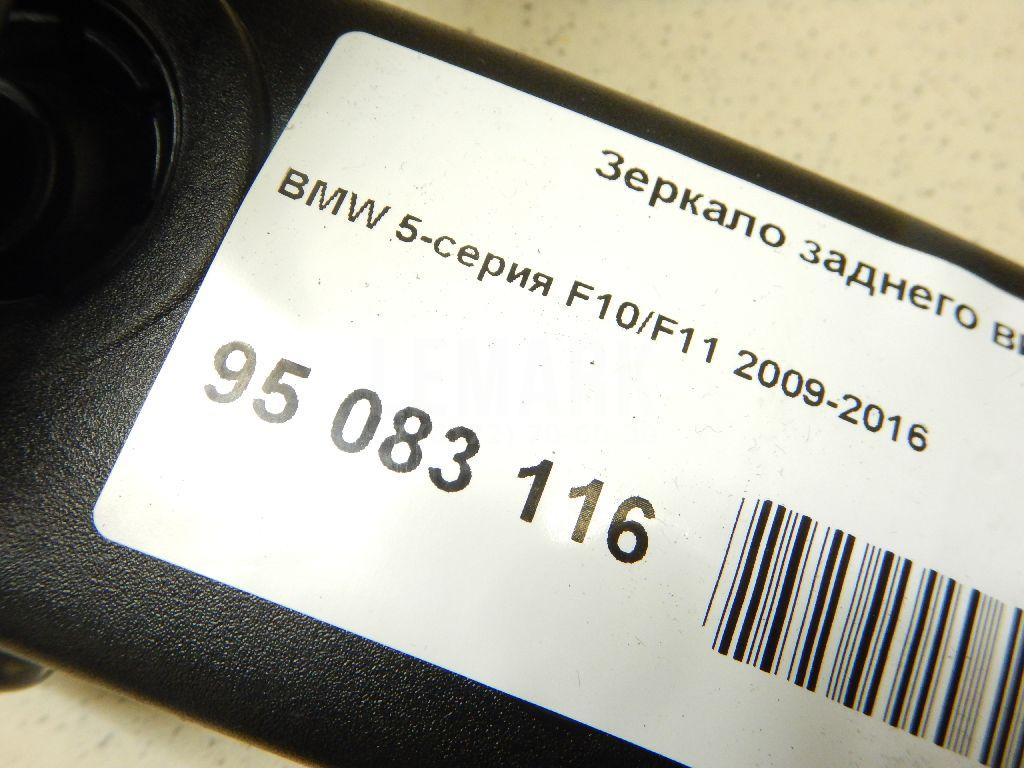 Зеркало заднего
BMW 5-серия F10/F11 2009-2016
95 083 116